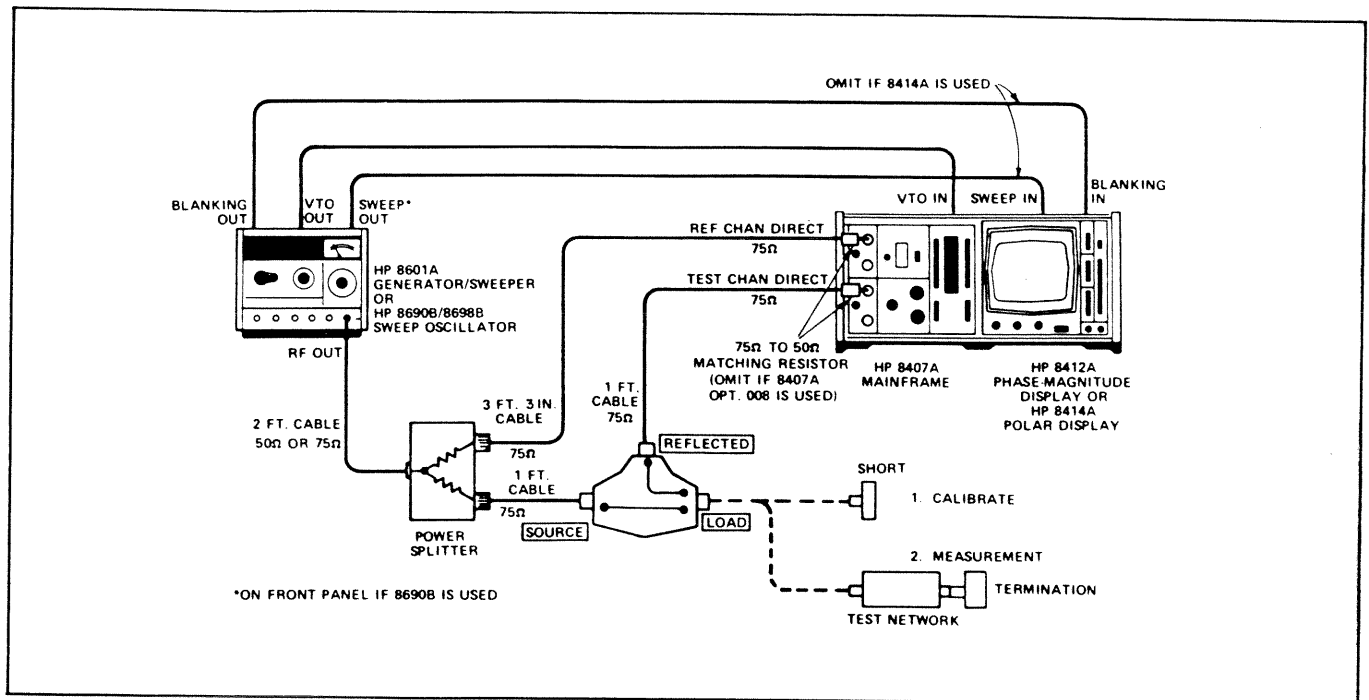 OMIT IF 8414A IS USED
BLANKING
OUT
VTO
OUT
SWEEP*
OUT
VTO IN
SWEEP IN
BLANKING
IN
REF CHAN DIRECT
75Ω
TEST CHAN DIRECT
75Ω
HP 8601A
GENERATOR/SWEEPER
OR
HP 8690B/8698B
SWEEP OSCILLATOR
RF OUT
75Ω TO 50Ω
MATCHING RESISTOR
(OMIT IF 8407A
OPT. 008 IS USED)
HP 8407A
MAINFRAME
HP 8412A
PHASE-MAGNITUDE
DISPLAY OR
HP 8414A
POLAR DISPLAY
2 FT. CABLE
50Ω OR 75Ω
3 FT. 3 IN.
CABLE
75Ω
1 FT.
CABLE
75Ω
1 FT.
CABLE
75Ω
REFLECTED
SOURCE
LOAD
POWER
SPLITTER
SHORT
1. CALIBRATE
2. MEASUREMENT
TERMINATION
TEST NETWORK
*ON FRONT PANEL IF 8690B IS USED